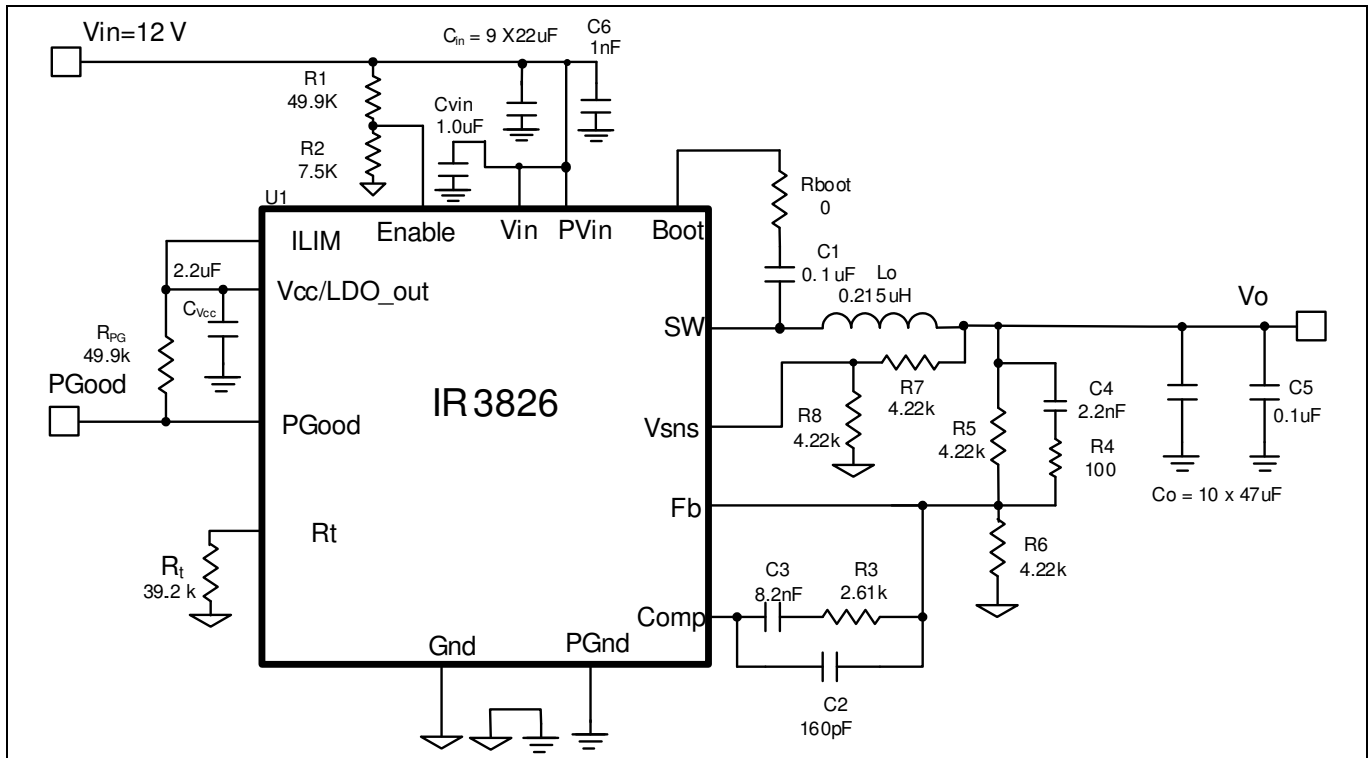 Vin=12 V
Cin = 9 X22uF
C6
1nF
R1
49.9K
Cvin
1.0uF
R2
7.5K
U1
Rboot
0
ILIM
Enable
Vin
PVin
Boot
2.2uF
Vcc/LDO_out
CVcc
C1
0.1uF
Lo
0.215uH
Vo
SW
RPG
49.9k
PGood
PGood
IR3826
R7
4.22k
R8
4.22k
Vsns
C4
2.2nF
C5
0.1uF
R5
4.22k
R4
100
Co = 10 x 47uF
Fb
Rt
Rt
39.2 k
R6
4.22k
C3
8.2nF
R3
2.61k
Comp
Gnd
PGnd
C2
160pF